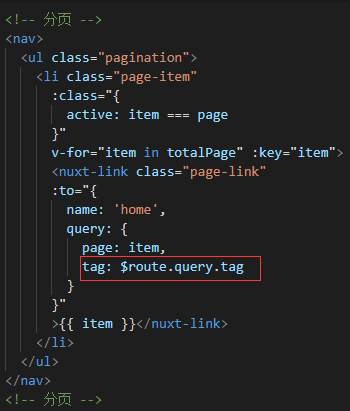 <!-- 分页 -->
<nav>
<ul class="pagination">
<li class="page-item"
:class="{
active: item === page
}"
v-for="item in totalPage" :key="item">
<nuxt-link class="page-link"
:to="{
name: 'home',
query: {
page: item,
tag: $route.query.tag
}
}"
>{{ item }}</nuxt-link>
</li>
</ul>
</nav>
<!-- 分页 -->